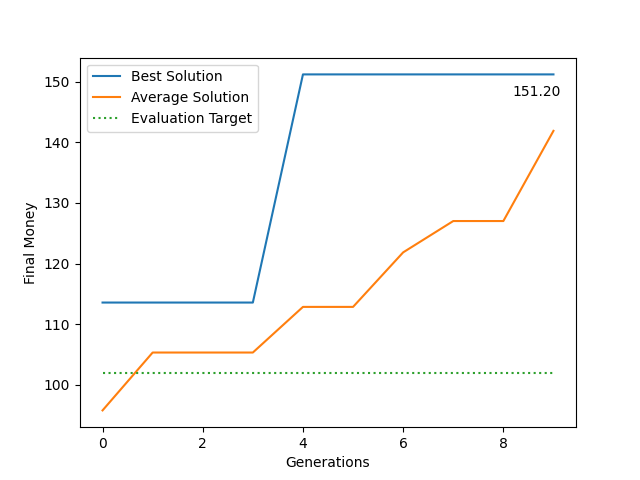 Best Solution
Average Solution
Evaluation Target
151.20
150
140
130
120
110
100
Final Money
0 2 4 6 8
Generations